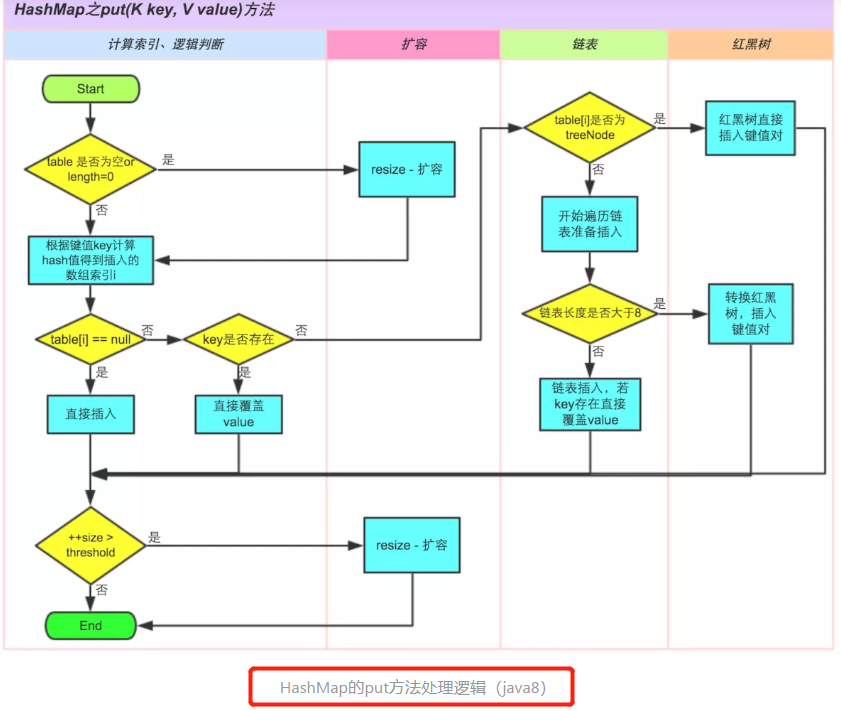 HashMap之put(K key, V value)方法
计算索引、逻辑判断
扩容
链表
红黑树
Start
table 是否为空or
length=0
是
resize - 扩容
否
根据键值key计算
hash值得到插入的
数组索引i
table[i] == null
否
key是否存在
否
是
直接插入
是
直接覆盖
value
table[i]是否为
treeNode
是
红黑树直接
插入键值对
否
开始遍历链
表准备插入
链表长度是否大于8
是
转换红黑
树，插入
键值对
否
链表插入，若
key存在直接
覆盖value
++size >
threshold
是
resize - 扩容
否
End
HashMap的put方法处理逻辑（java8）